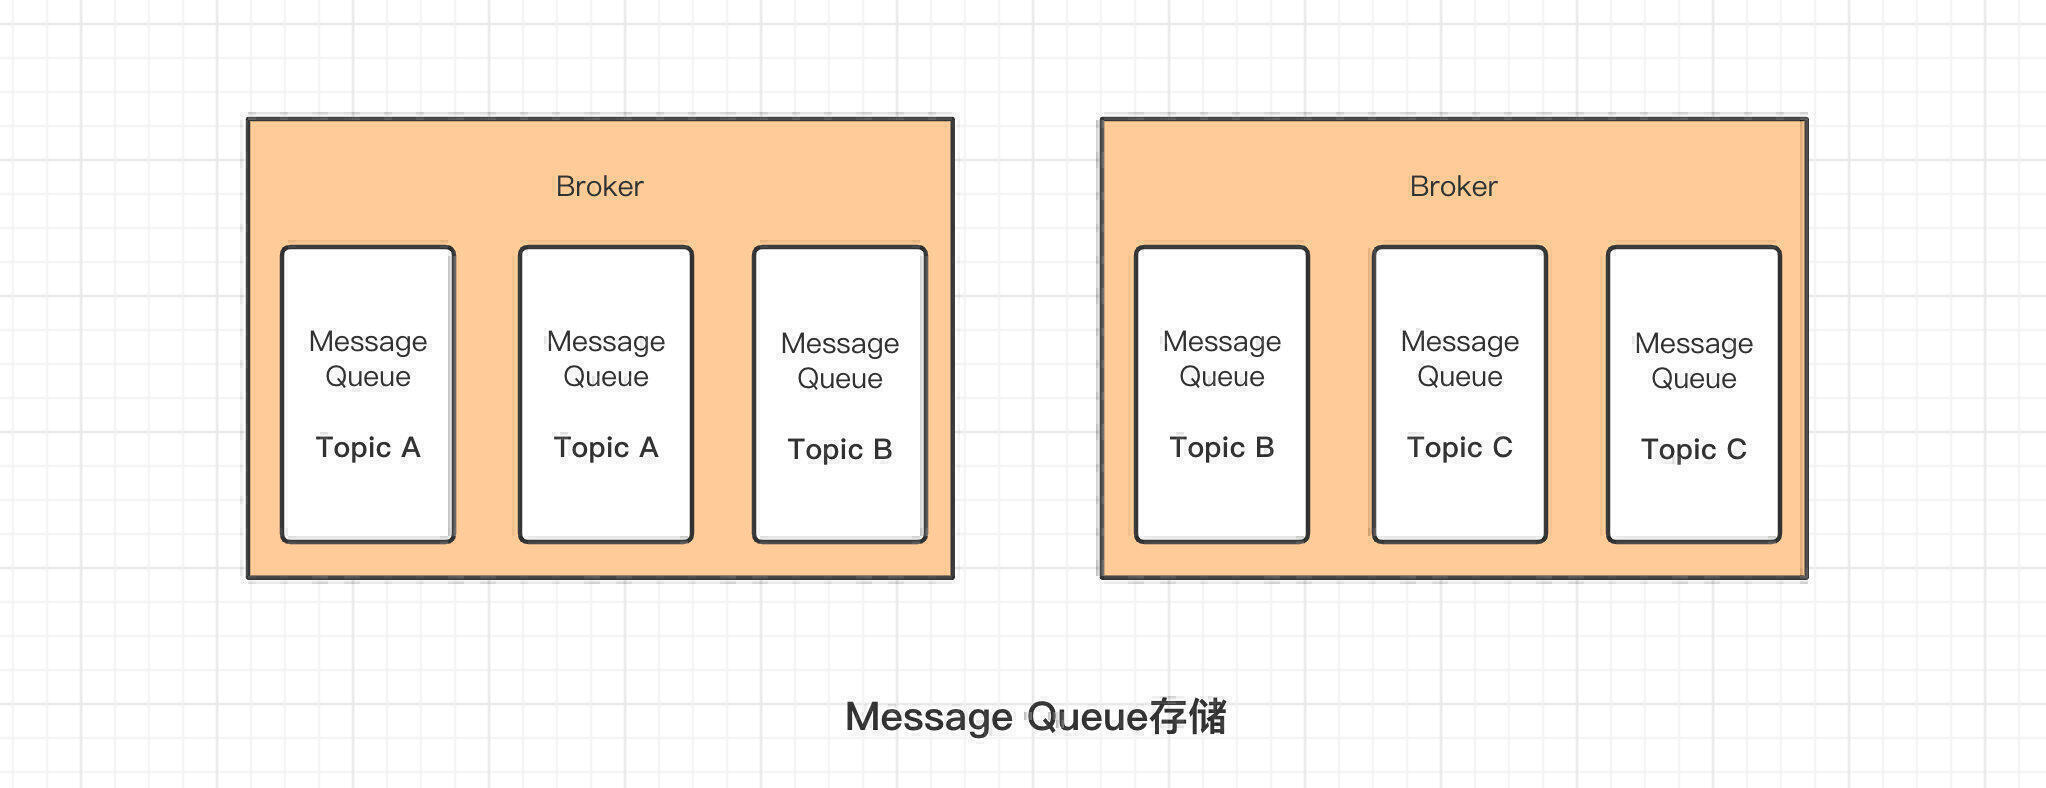 Broker
Message
Queue
Topic A
Message
Queue
Topic A
Message
Queue
Topic B
Broker
Message
Queue
Topic B
Message
Queue
Topic C
Message
Queue
Topic C
Message Queue存储